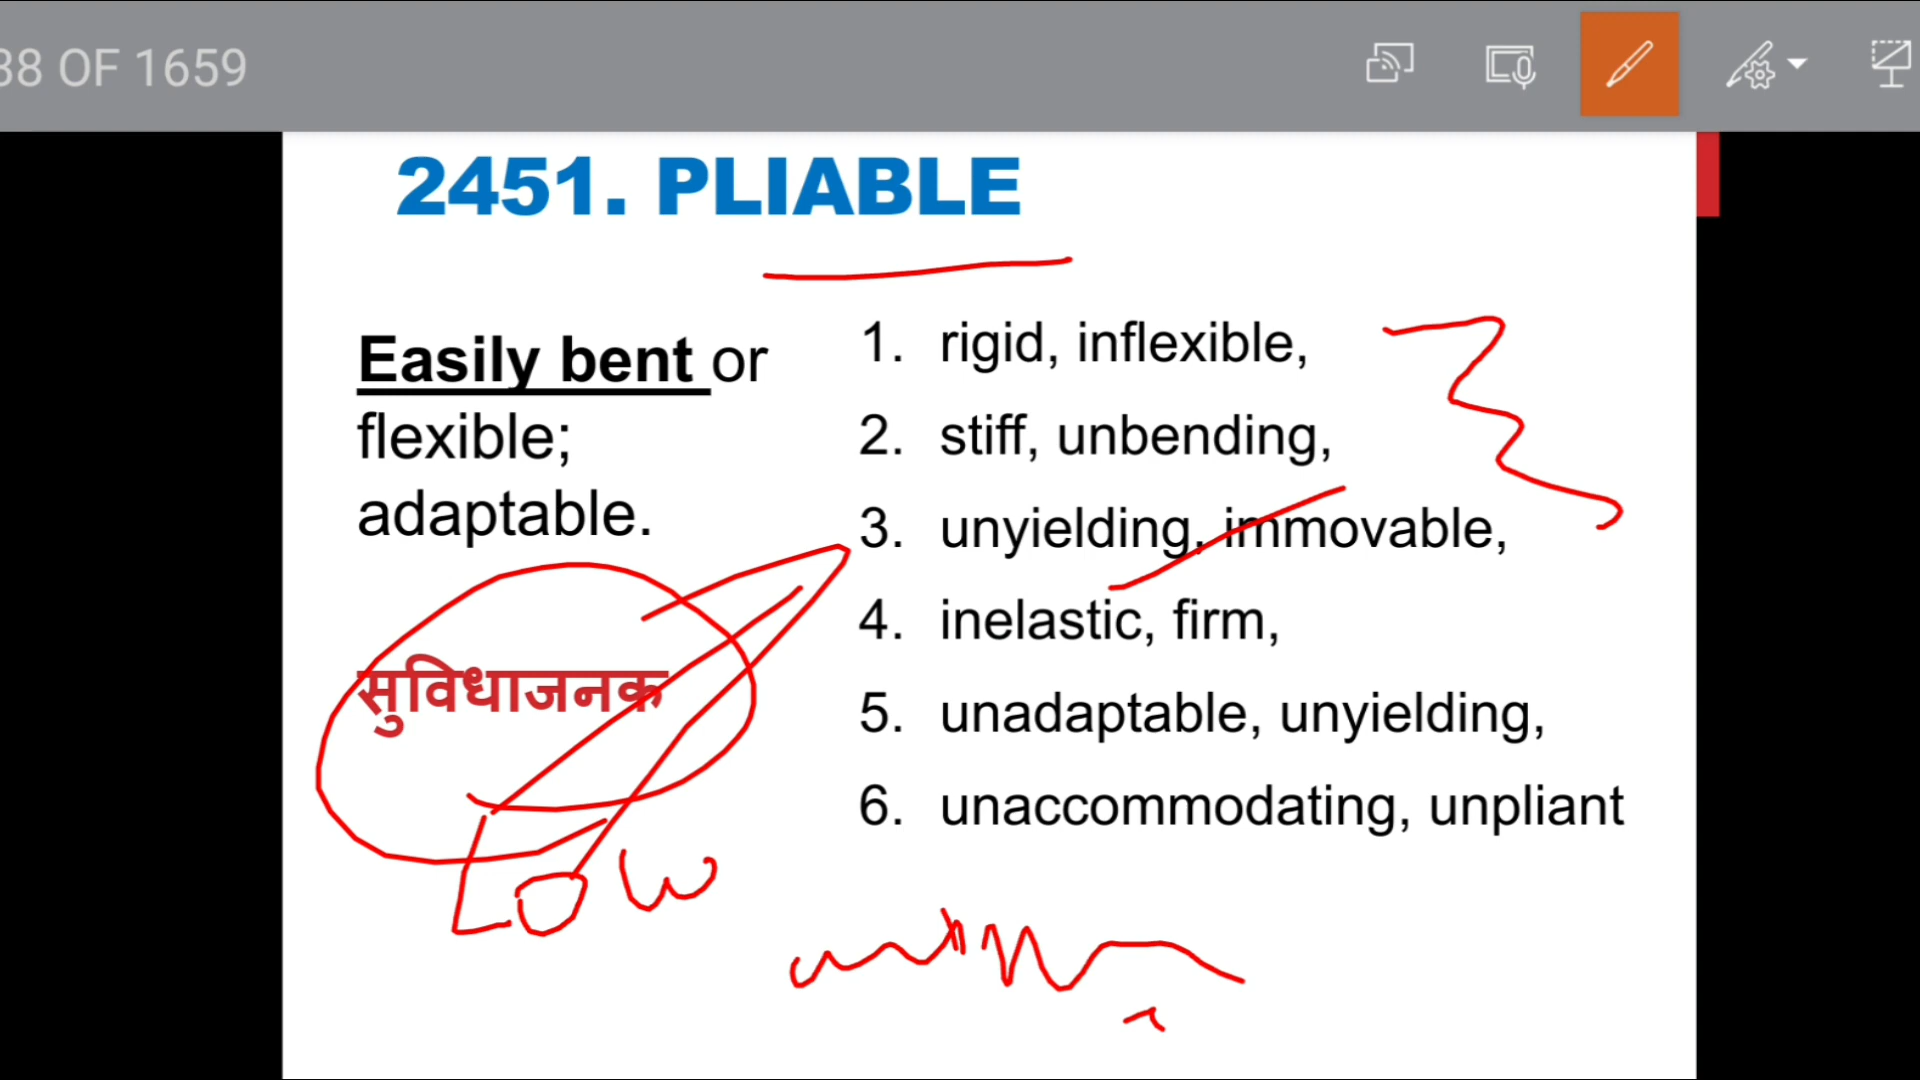 38 OF 1659
2451. PLIABLE
Easily bent or
flexible;
adaptable.
सुविधाजनक
1. rigid, inflexible,
2. stiff, unbending,
3. unyielding, immovable,
4. inelastic, firm,
5. unadaptable, unyielding,
6. unaccommodating, unpliant
LOW